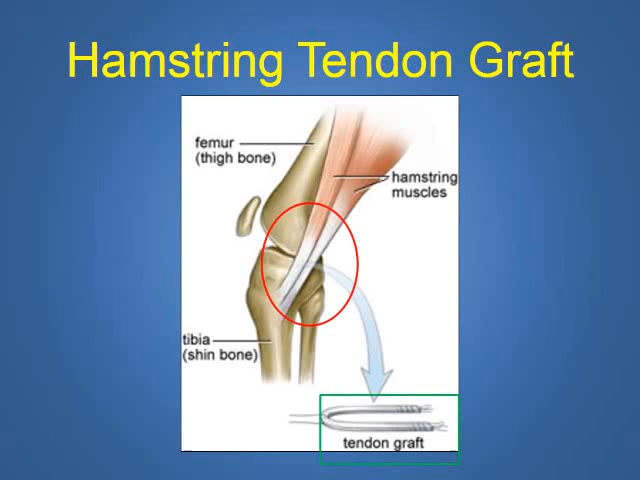 Hamstring Tendon Graft
femur
(thigh bone)
hamstring
muscles
tibia
(shin bone)
tendon graft